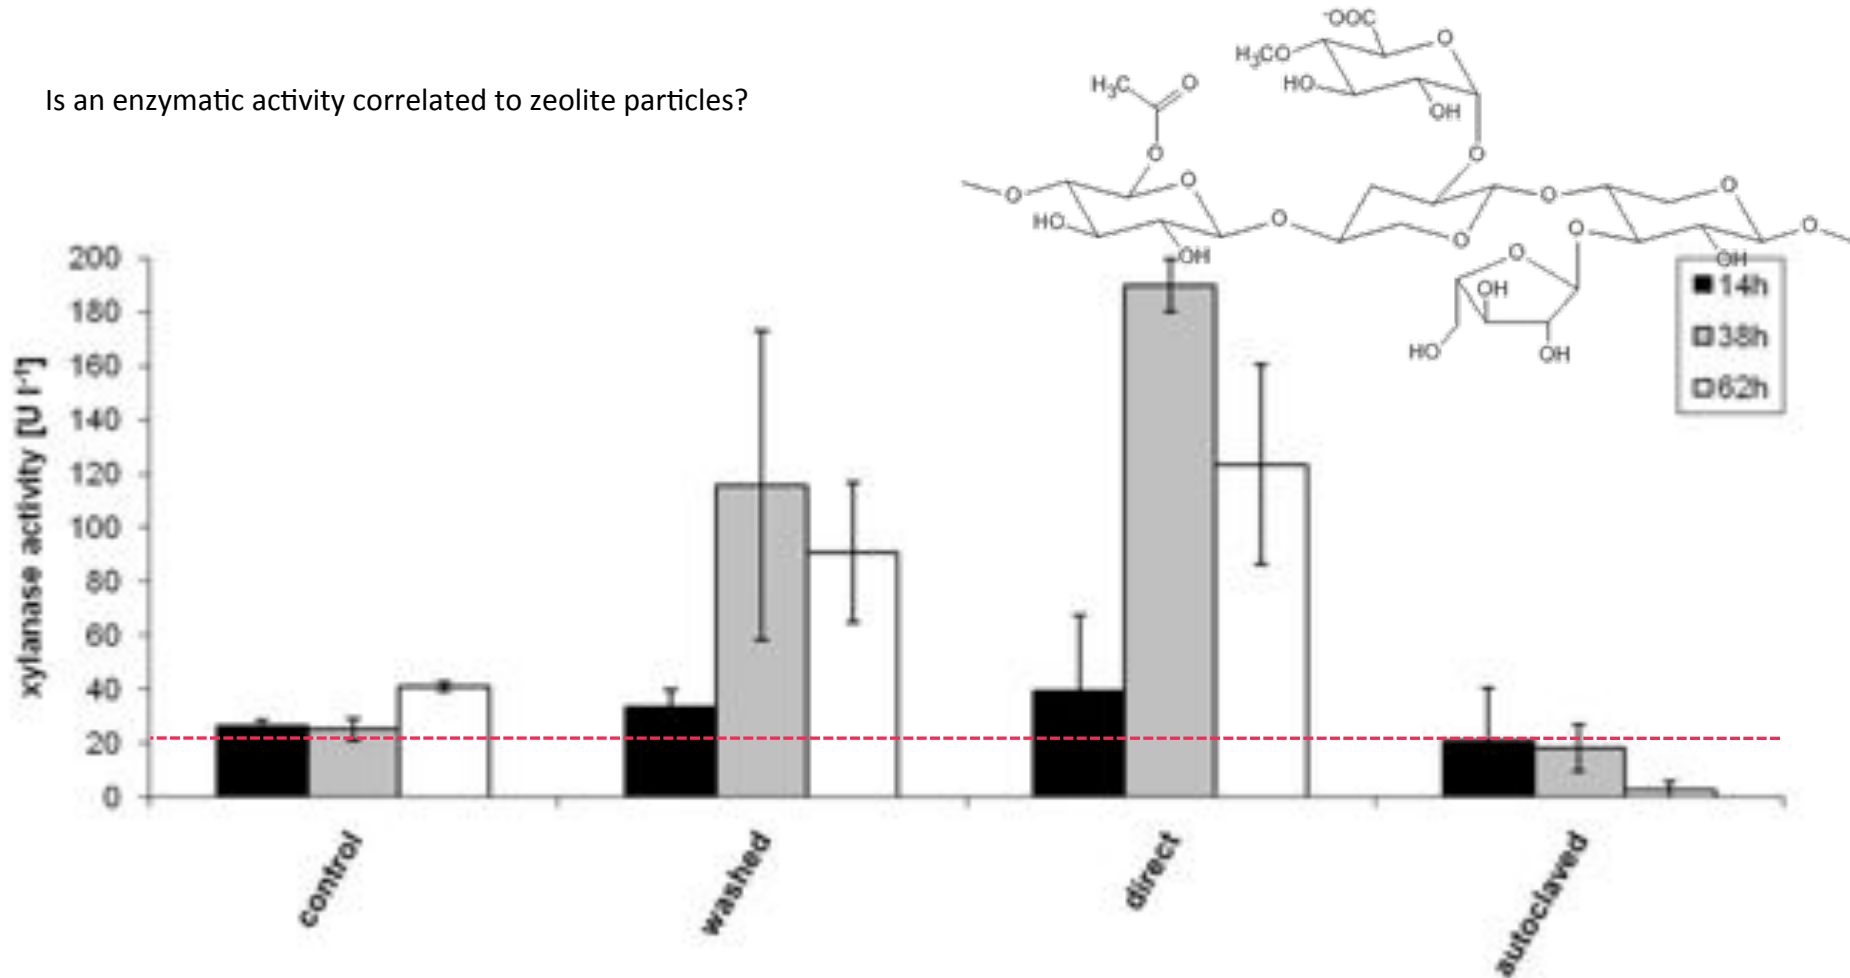 Is an enzymatic activity correlated to zeolite particles?
⁻OOC
O
H₃CO
HO
OH
O
H₃C
O
O
O
O
HO
OH
O
O
O
O
O
OH
O
O
OH
HO
OH
xylanase activity [U l⁻¹]
200
180
160
140
120
100
80
60
40
20
0
14h
38h
62h
control
washed
direct
autoclaved